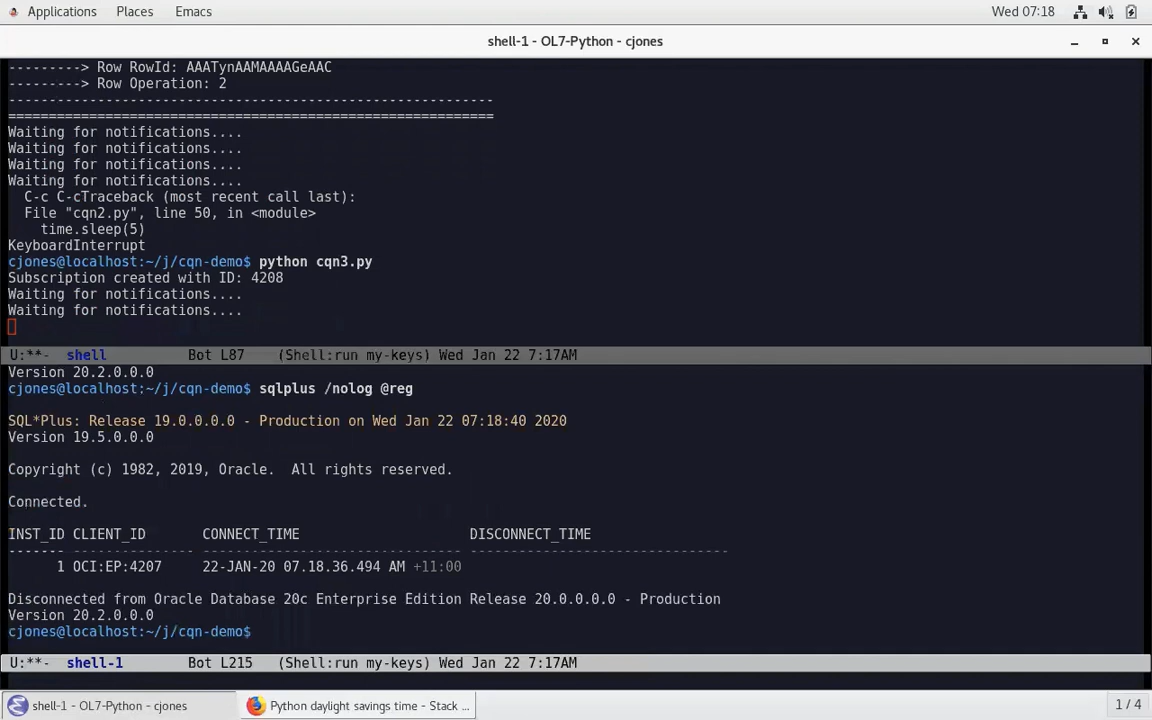 Applications Places Emacs Wed 07:18
shell-1 - OL7-Python - cjones
---------> Row RowId: AAATynAAMAAAAGeAAC
---------> Row Operation: 2
------------------------------------------------------------
============================================================
Waiting for notifications....
Waiting for notifications....
Waiting for notifications....
Waiting for notifications....
  C-c C-cTraceback (most recent call last):
  File "cqn2.py", line 50, in <module>
    time.sleep(5)
KeyboardInterrupt
cjones@localhost:~/j/cqn-demo$ python cqn3.py
Subscription created with ID: 4208
Waiting for notifications....
Waiting for notifications....
U:**-  shell          Bot L87    (Shell:run my-keys) Wed Jan 22 7:17AM
Version 20.2.0.0.0
cjones@localhost:~/j/cqn-demo$ sqlplus /nolog @reg
SQL*Plus: Release 19.0.0.0.0 - Production on Wed Jan 22 07:18:40 2020
Version 19.5.0.0.0
Copyright (c) 1982, 2019, Oracle.  All rights reserved.
Connected.
INST_ID CLIENT_ID       CONNECT_TIME                     DISCONNECT_TIME
------- --------------- -------------------------------- --------------------------------
      1 OCI:EP:4207     22-JAN-20 07.18.36.494 AM +11:00
Disconnected from Oracle Database 20c Enterprise Edition Release 20.0.0.0.0 - Production
Version 20.2.0.0.0
cjones@localhost:~/j/cqn-demo$
U:**-  shell-1        Bot L215   (Shell:run my-keys) Wed Jan 22 7:17AM
shell-1 - OL7-Python - cjones Python daylight savings time - Stack ... 1 / 4